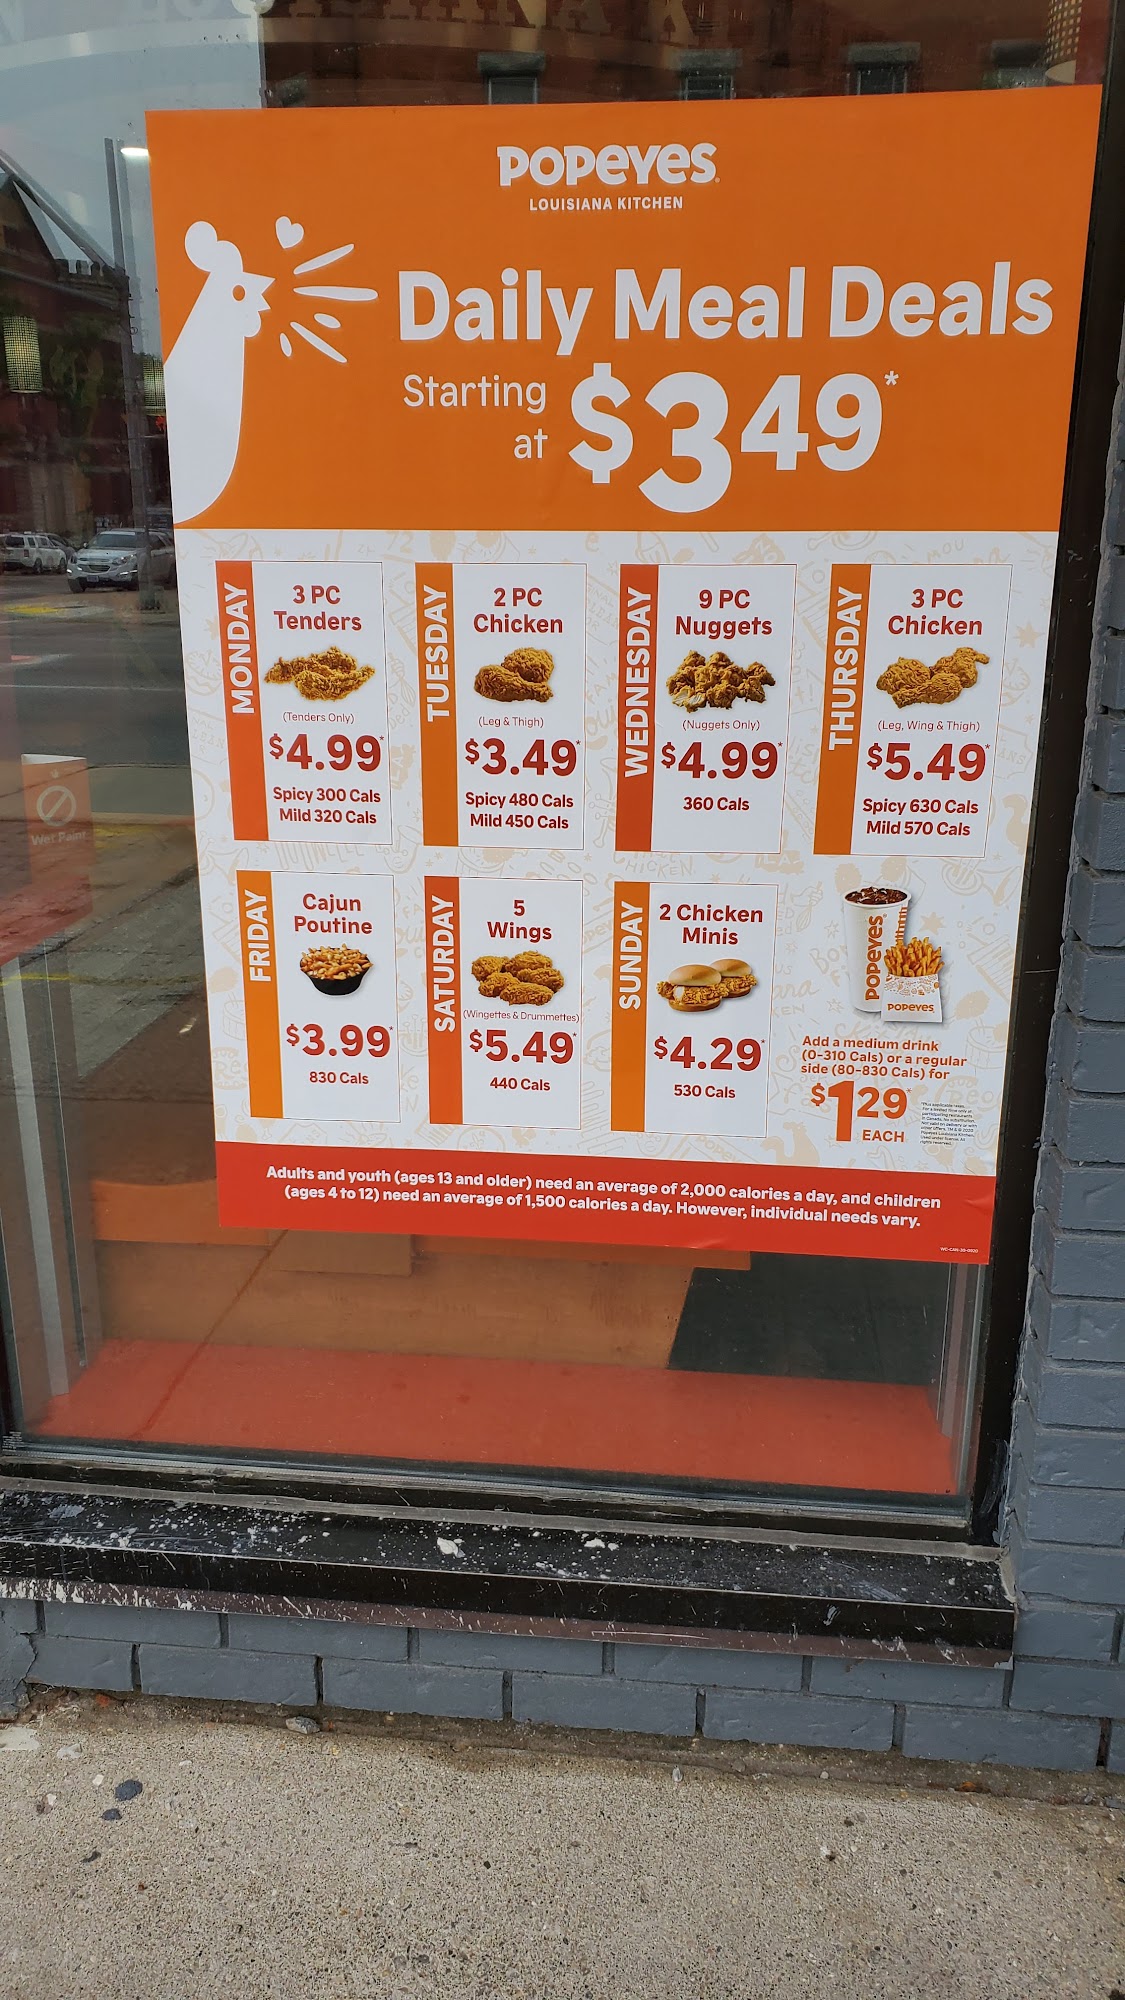 POPEYES
LOUISIANA KITCHEN
Daily Meal Deals
Starting
at $349*
MONDAY
3 PC
Tenders
(Tenders Only)
$4.99*
Spicy 300 Cals
Mild 320 Cals
TUESDAY
2 PC
Chicken
(Leg & Thigh)
$3.49*
Spicy 480 Cals
Mild 450 Cals
WEDNESDAY
9 PC
Nuggets
(Nuggets Only)
$4.99*
360 Cals
THURSDAY
3 PC
Chicken
(Leg, Wing & Thigh)
$5.49*
Spicy 630 Cals
Mild 570 Cals
FRIDAY
Cajun
Poutine
$3.99*
830 Cals
SATURDAY
5
Wings
(Wingettes & Drummettes)
$5.49*
440 Cals
SUNDAY
2 Chicken
Minis
$4.29*
530 Cals
POPEYES
POPEYES
Add a medium drink
(0-310 Cals) or a regular
side (80-830 Cals) for
$129*
EACH
Adults and youth (ages 13 and older) need an average of 2,000 calories a day, and children
(ages 4 to 12) need an average of 1,500 calories a day. However, individual needs vary.
Wet Paint